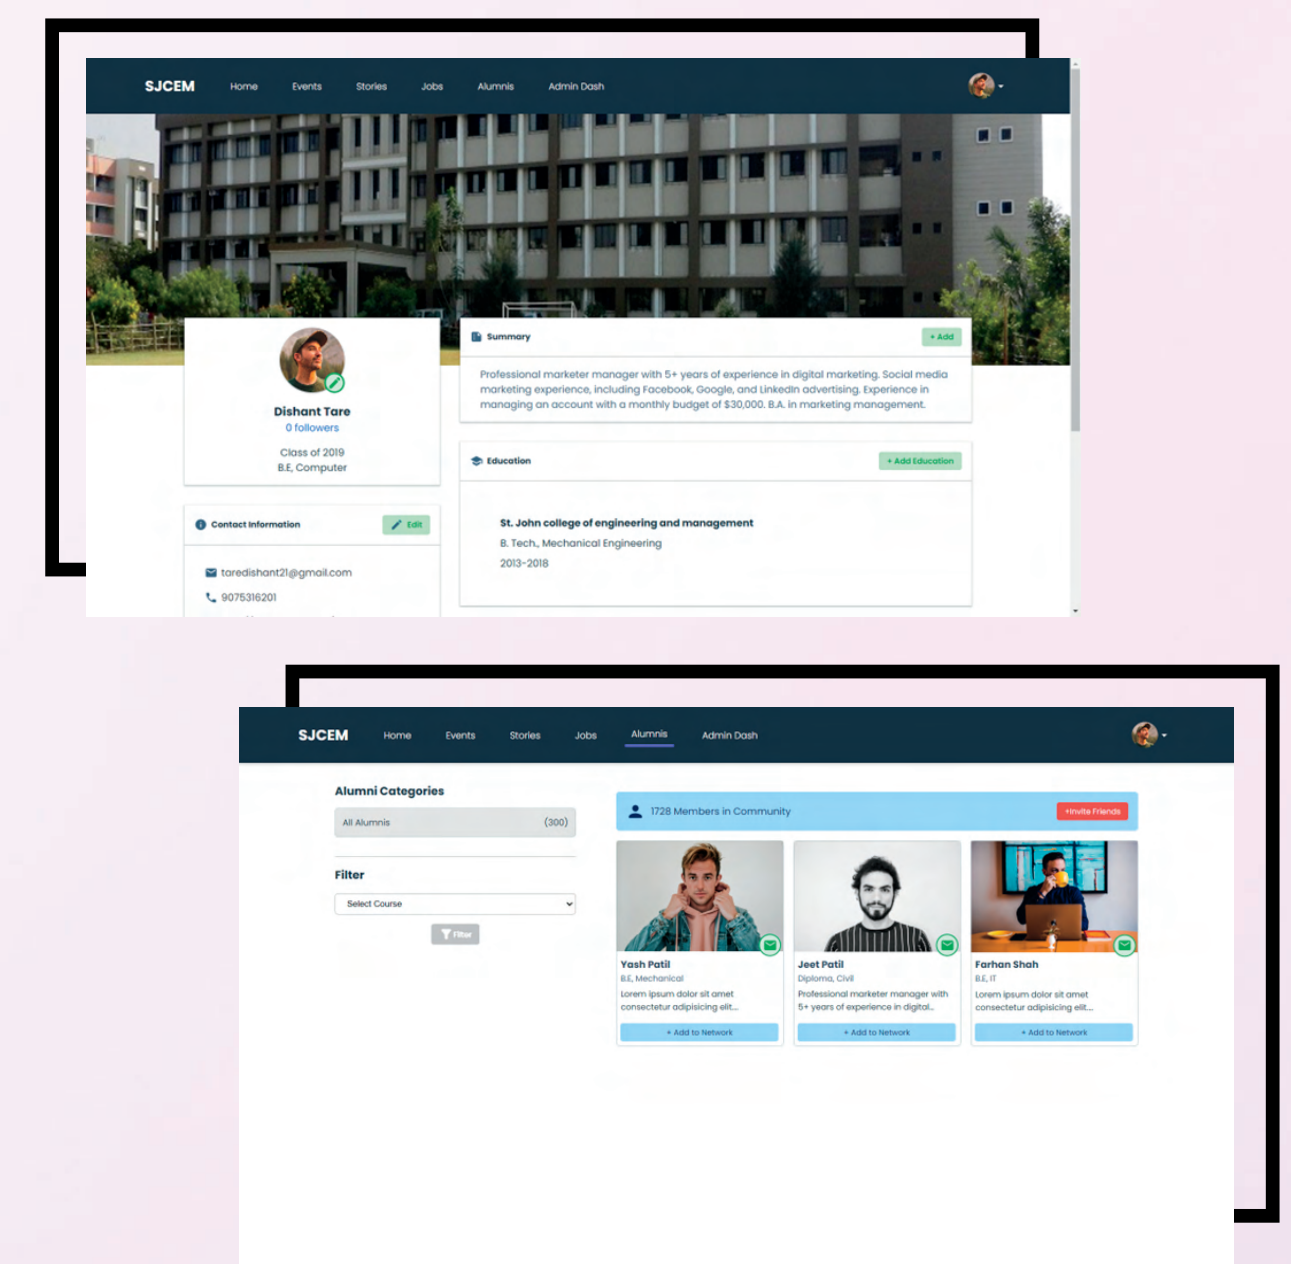 SJCEM Home Events Stories Jobs Alumnis Admin Dash
Dishant Tare
0 followers
Class of 2019
B.E, Computer
Contact Information Edit
taredishant21@gmail.com
9075316201
Summary + Add
Professional marketer manager with 5+ years of experience in digital marketing. Social media
marketing experience, including Facebook, Google, and LinkedIn advertising. Experience in
managing an account with a monthly budget of $30,000. B.A. in marketing management.
Education + Add Education
St. John college of engineering and management
B. Tech., Mechanical Engineering
2013-2018
SJCEM Home Events Stories Jobs Alumnis Admin Dash
Alumni Categories
All Alumnis (300)
Filter
Select Course
Filter
1728 Members in Community +Invite Friends
Yash Patil
B.E, Mechanical
Lorem ipsum dolor sit amet
consectetur adipisicing elit....
+ Add to Network
Jeet Patil
Diploma, Civil
Professional marketer manager with
5+ years of experience in digital...
+ Add to Network
Farhan Shah
B.E, IT
Lorem ipsum dolor sit amet
consectetur adipisicing elit....
+ Add to Network